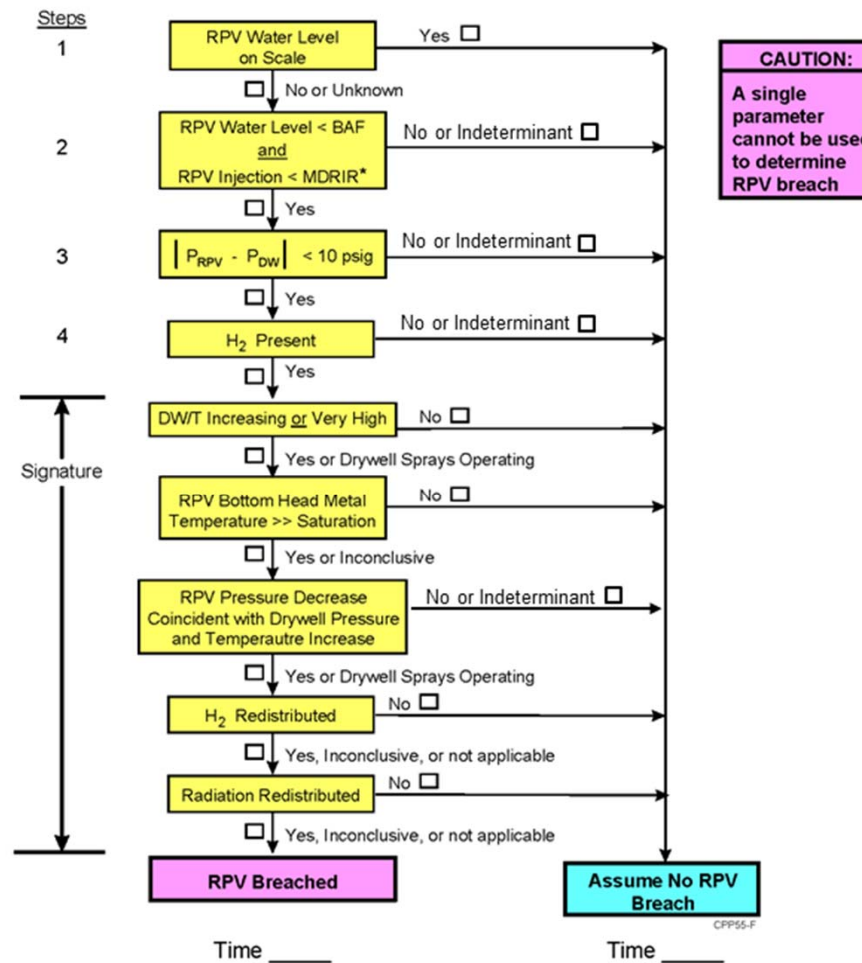 Steps
1
RPV Water Level
on Scale
Yes
No or Unknown
2
RPV Water Level < BAF
and
RPV Injection < MDRIR*
No or Indeterminant
Yes
3
| P_RPV - P_DW | < 10 psig
No or Indeterminant
Yes
4
H₂ Present
No or Indeterminant
Yes
Signature
DW/T Increasing or Very High
No
Yes or Drywell Sprays Operating
RPV Bottom Head Metal
Temperature >> Saturation
No
Yes or Inconclusive
RPV Pressure Decrease
Coincident with Drywell Pressure
and Temperautre Increase
No or Indeterminant
Yes or Drywell Sprays Operating
H₂ Redistributed
No
Yes, Inconclusive, or not applicable
Radiation Redistributed
No
Yes, Inconclusive, or not applicable
RPV Breached
Assume No RPV
Breach
CPP55-F
Time _____
Time _____
CAUTION:
A single
parameter
cannot be use
to determine
RPV breach